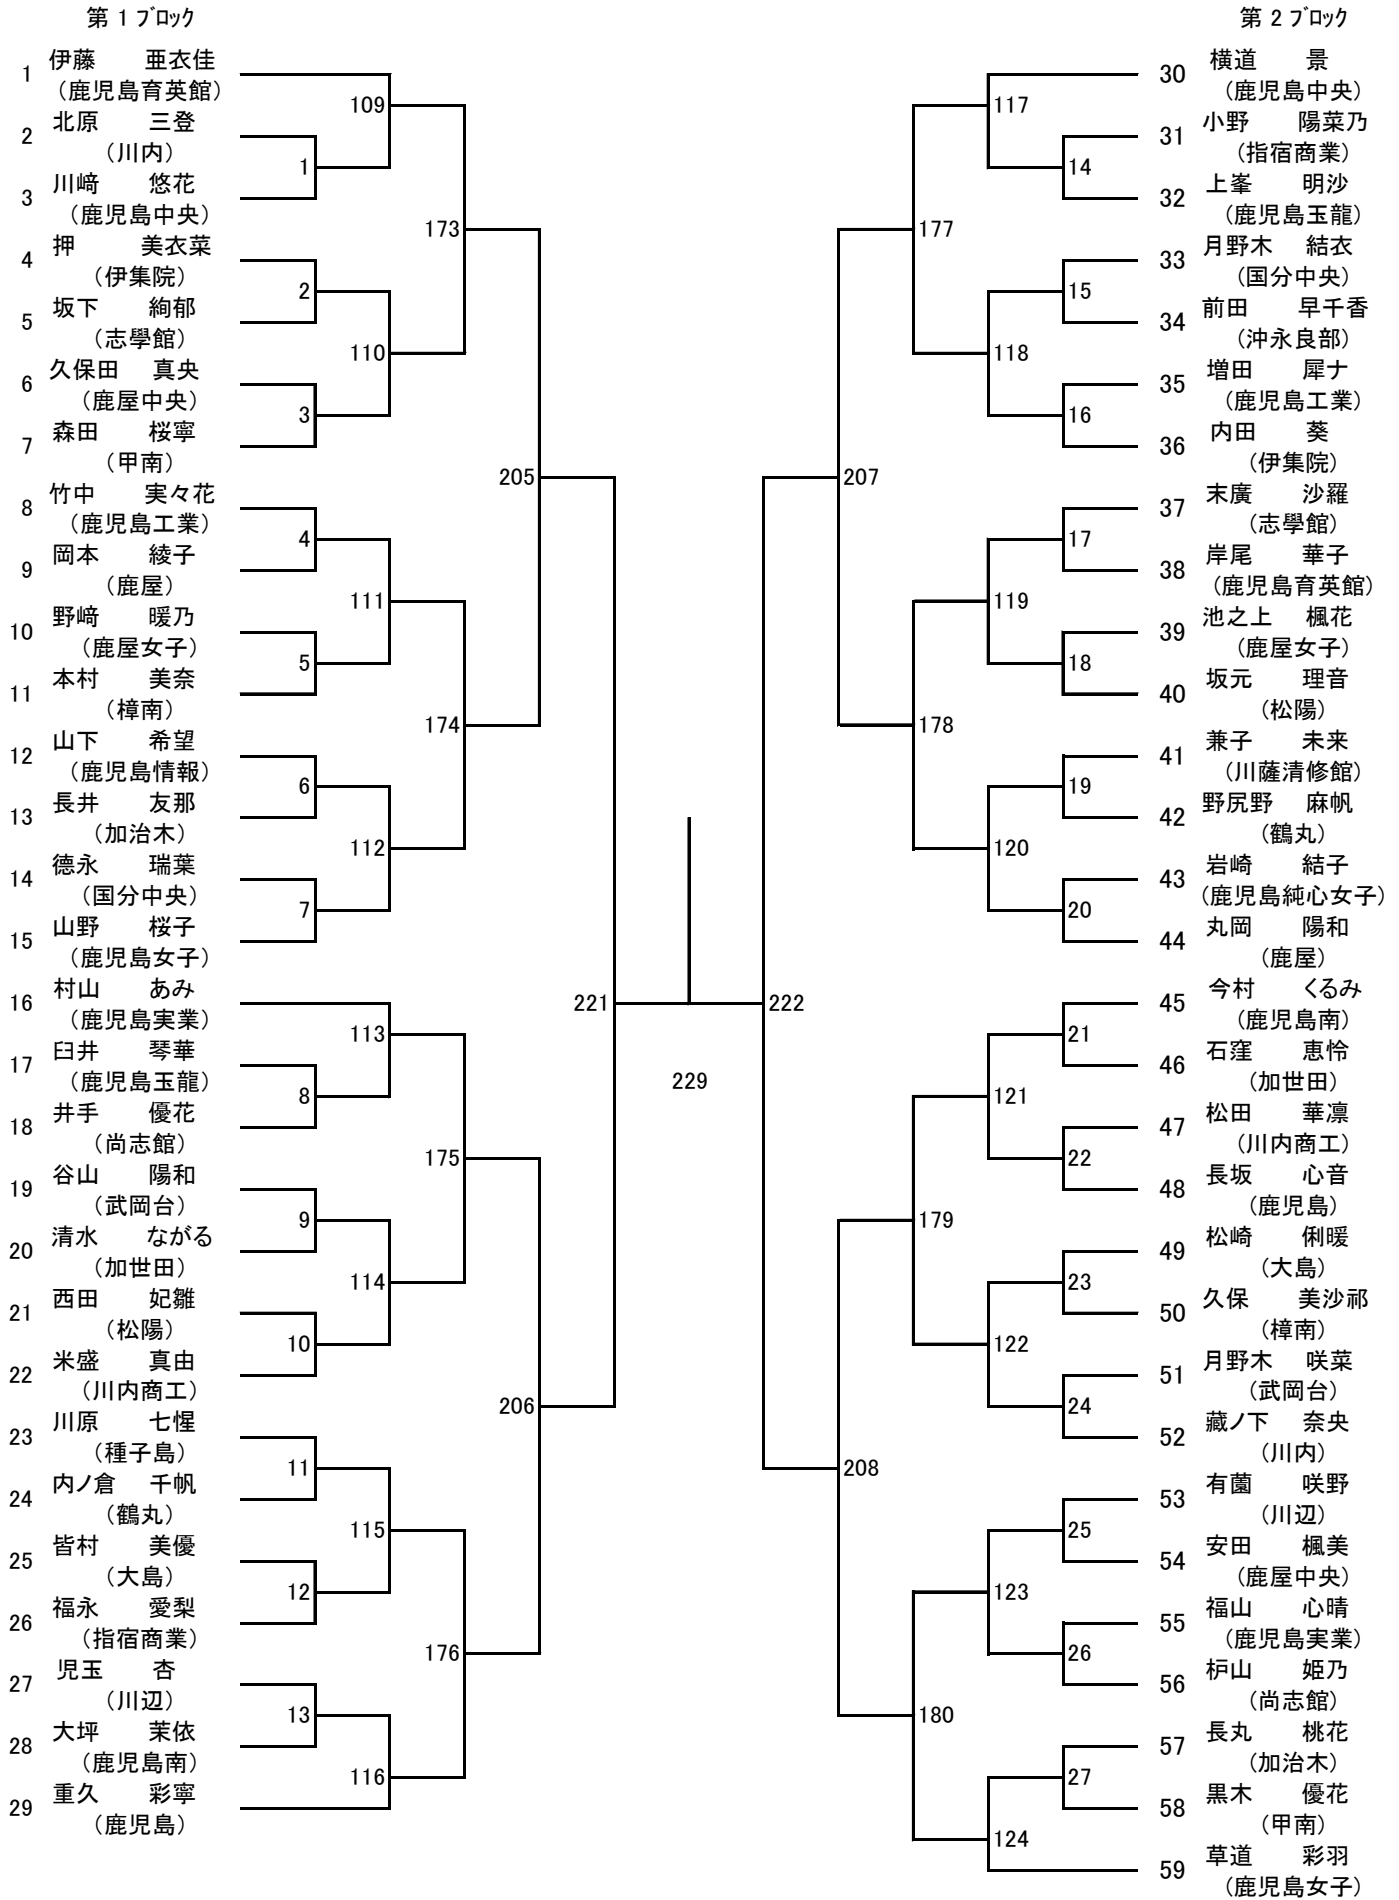 第 1 ブロック
1 伊藤 亜衣佳
(鹿児島育英館)
109
2 北原 三登
(川内)
1
3 川﨑 悠花
(鹿児島中央)
173
4 押 美衣菜
(伊集院)
2
5 坂下 絢郁
(志學館)
110
6 久保田 真央
(鹿屋中央)
3
7 森田 桜寧
(甲南)
205
8 竹中 実々花
(鹿児島工業)
4
9 岡本 綾子
(鹿屋)
111
10 野﨑 暖乃
(鹿屋女子)
5
11 本村 美奈
(樟南)
174
12 山下 希望
(鹿児島情報)
6
13 長井 友那
(加治木)
112
14 德永 瑞葉
(国分中央)
7
15 山野 桜子
(鹿児島女子)
221
16 村山 あみ
(鹿児島実業)
113
17 臼井 琴華
(鹿児島玉龍)
8
18 井手 優花
(尚志館)
175
19 谷山 陽和
(武岡台)
9
20 清水 ながる
(加世田)
114
21 西田 妃雛
(松陽)
10
22 米盛 真由
(川内商工)
206
23 川原 七惺
(種子島)
11
24 内ノ倉 千帆
(鶴丸)
115
25 皆村 美優
(大島)
12
26 福永 愛梨
(指宿商業)
176
27 児玉 杏
(川辺)
13
28 大坪 茉依
(鹿児島南)
116
29 重久 彩寧
(鹿児島)
229
第 2 ブロック
30 横道 景
(鹿児島中央)
117
31 小野 陽菜乃
(指宿商業)
14
32 上峯 明沙
(鹿児島玉龍)
177
33 月野木 結衣
(国分中央)
15
34 前田 早千香
(沖永良部)
118
35 増田 犀ナ
(鹿児島工業)
16
36 内田 葵
(伊集院)
207
37 末廣 沙羅
(志學館)
17
38 岸尾 華子
(鹿児島育英館)
119
39 池之上 楓花
(鹿屋女子)
18
40 坂元 理音
(松陽)
178
41 兼子 未来
(川薩清修館)
19
42 野尻野 麻帆
(鶴丸)
120
43 岩崎 結子
(鹿児島純心女子)
20
44 丸岡 陽和
(鹿屋)
222
45 今村 くるみ
(鹿児島南)
21
46 石窪 恵怜
(加世田)
121
47 松田 華凛
(川内商工)
22
48 長坂 心音
(鹿児島)
179
49 松崎 俐暖
(大島)
23
50 久保 美沙祁
(樟南)
122
51 月野木 咲菜
(武岡台)
24
52 藏ノ下 奈央
(川内)
208
53 有薗 咲野
(川辺)
25
54 安田 楓美
(鹿屋中央)
123
55 福山 心晴
(鹿児島実業)
26
56 枦山 姫乃
(尚志館)
180
57 長丸 桃花
(加治木)
27
58 黒木 優花
(甲南)
124
59 草道 彩羽
(鹿児島女子)